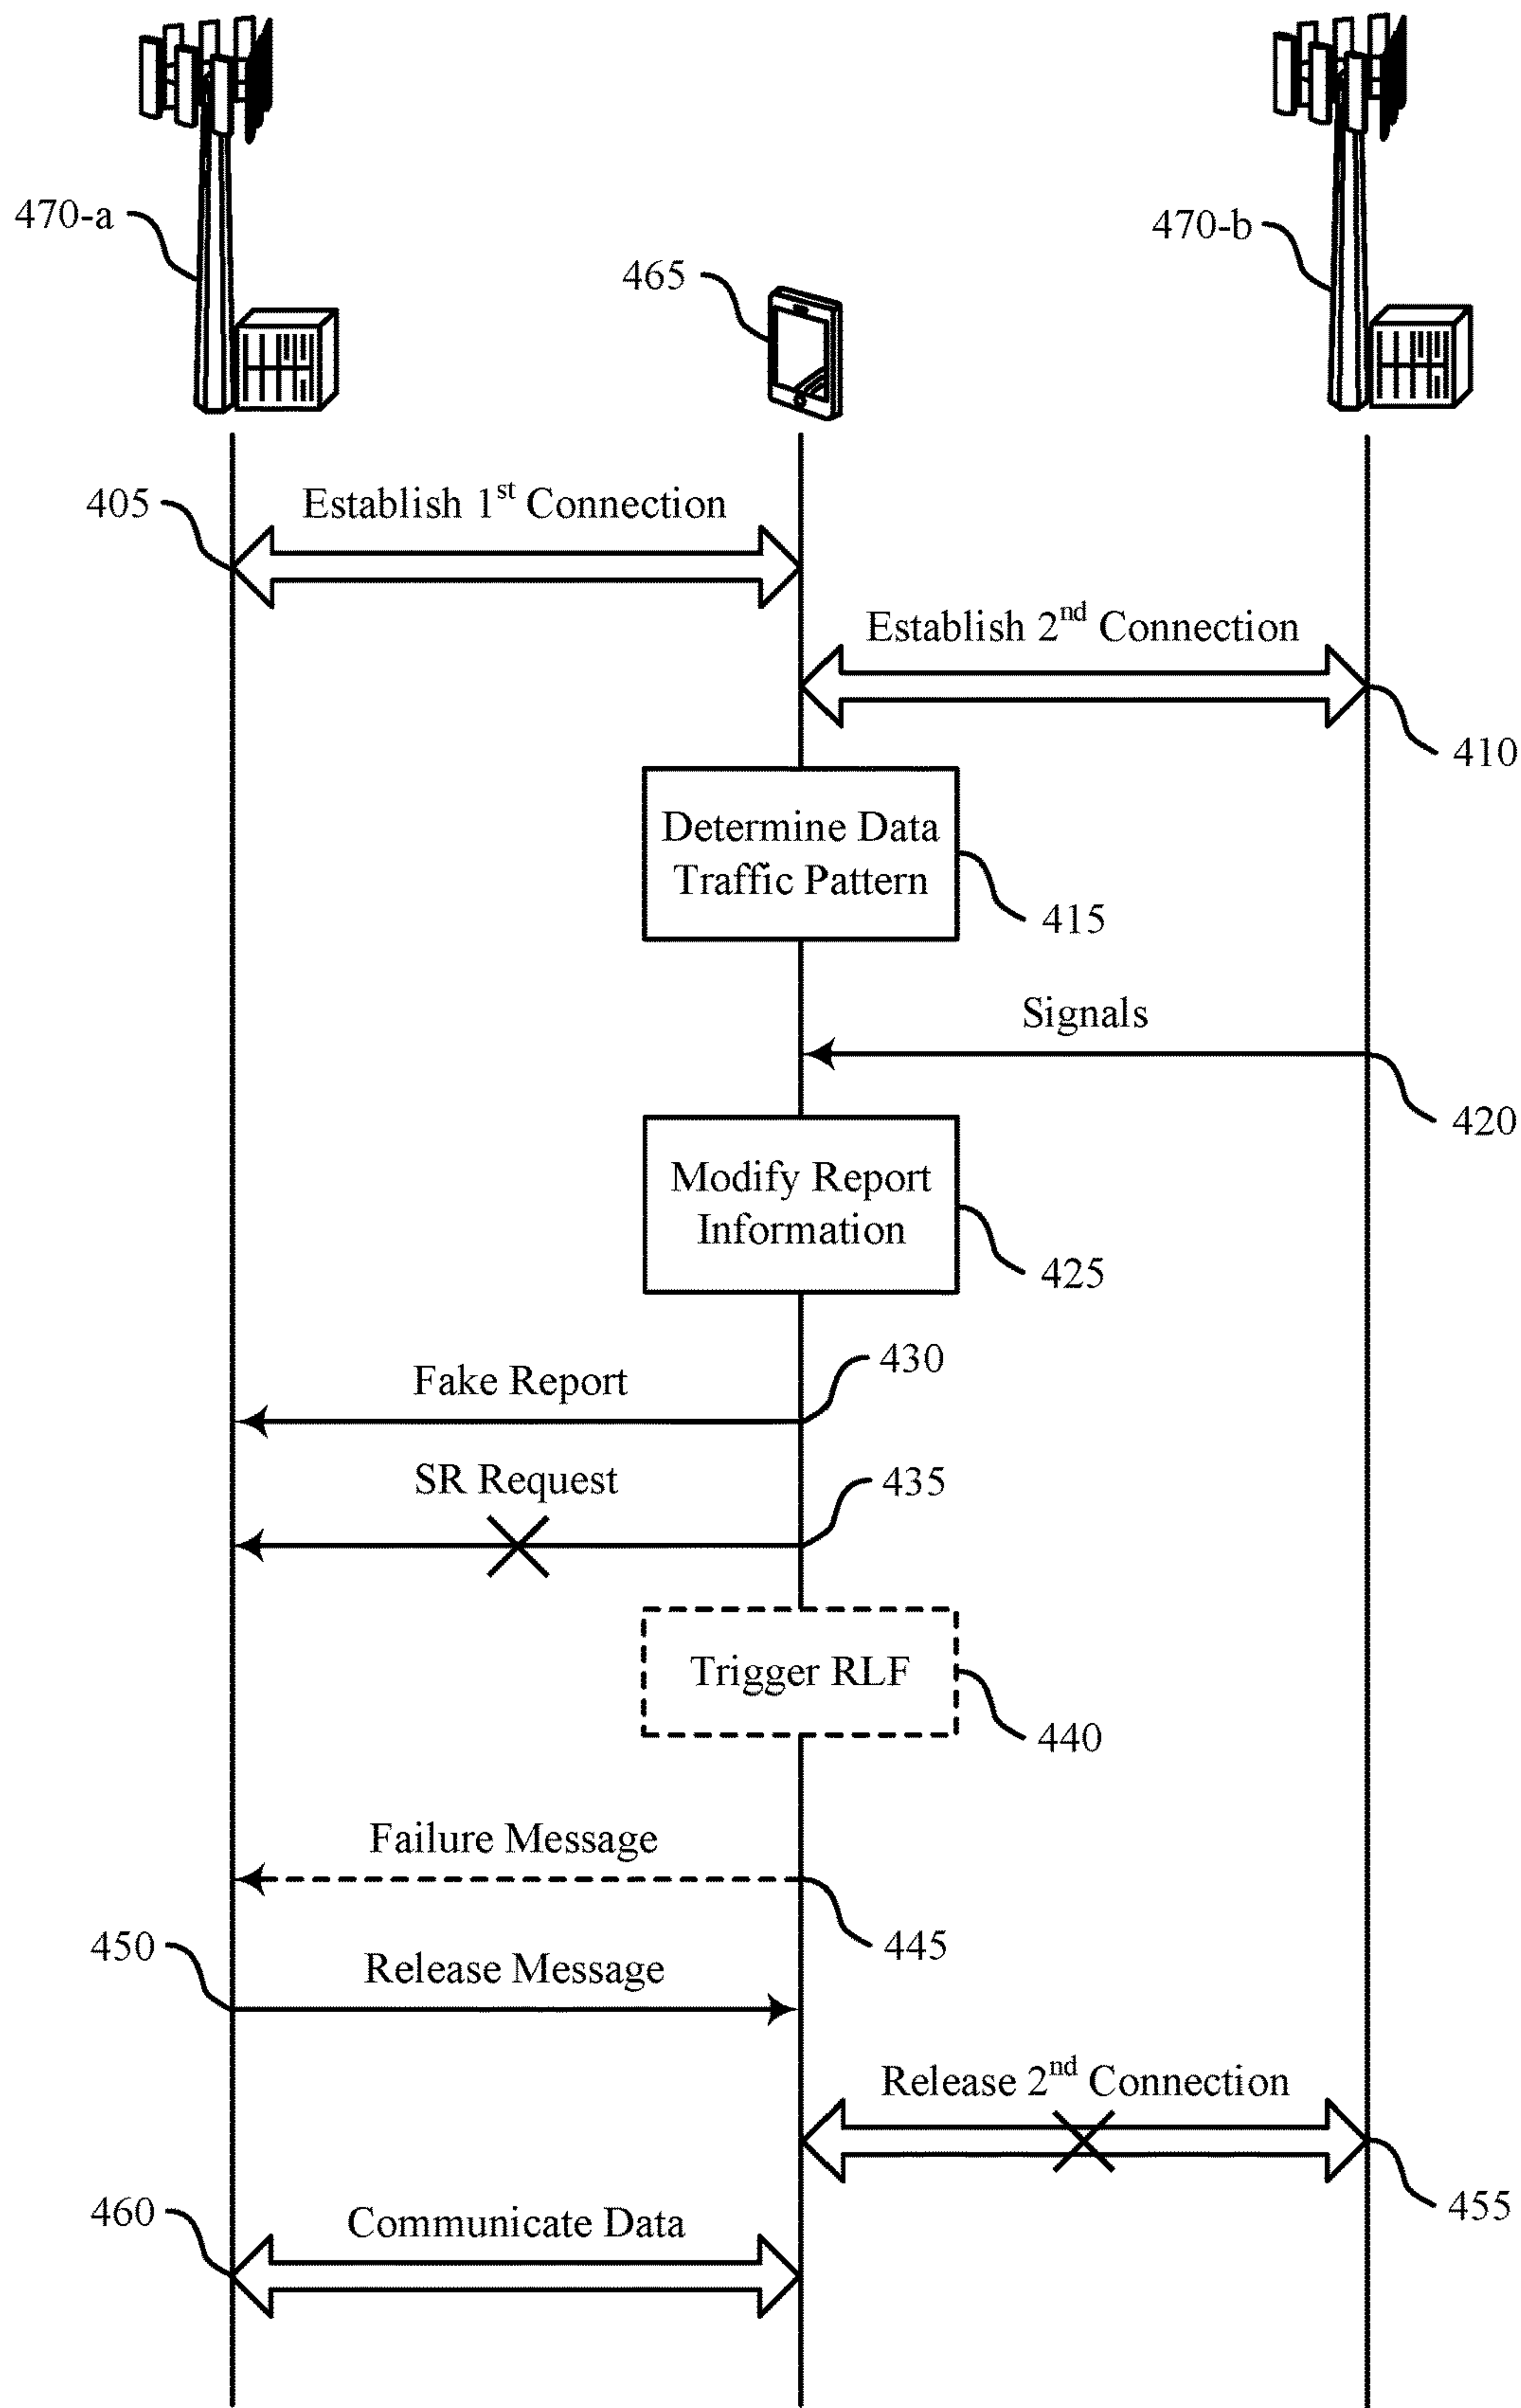 470-a
470-b
465
405
Establish 1st Connection
Establish 2nd Connection
410
Determine Data
Traffic Pattern
415
Signals
420
Modify Report
Information
425
430
Fake Report
SR Request
435
Trigger RLF
440
Failure Message
445
450
Release Message
Release 2nd Connection
455
460
Communicate Data